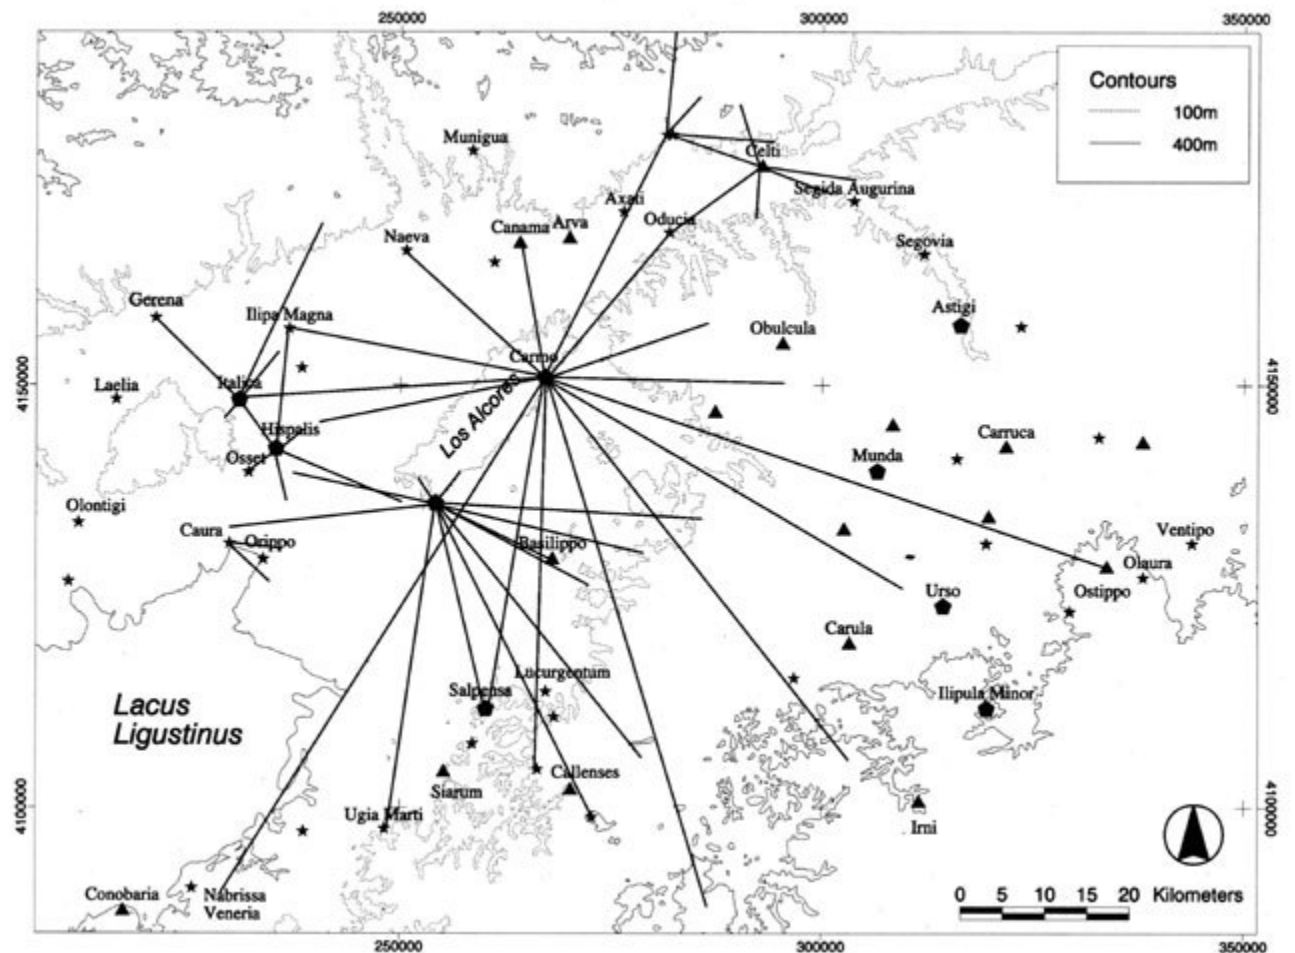 250000
300000
350000
Contours
100m
400m
Munigua
Celti
Segida Augurina
Axati
Oducia
Canama
Arva
Naeva
Segovia
Gerena
Ilipa Magna
Astigi
Obulcula
Carmo
4150000
4150000
Laelia
Italica
Los Alcores
Hispalis
Carruca
Osset
Munda
Olontigi
Caura
Orippo
Ventipo
Basilippo
Olaura
Ostippo
Urso
Carula
Lucurgentum
Salpensa
Ilipula Minor
Lacus
Ligustinus
Callenses
Siarum
4100000
4100000
Ugia Marti
Irni
Conobaria
Nabrissa
Veneria
0 5 10 15 20 Kilometers
250000
300000
350000